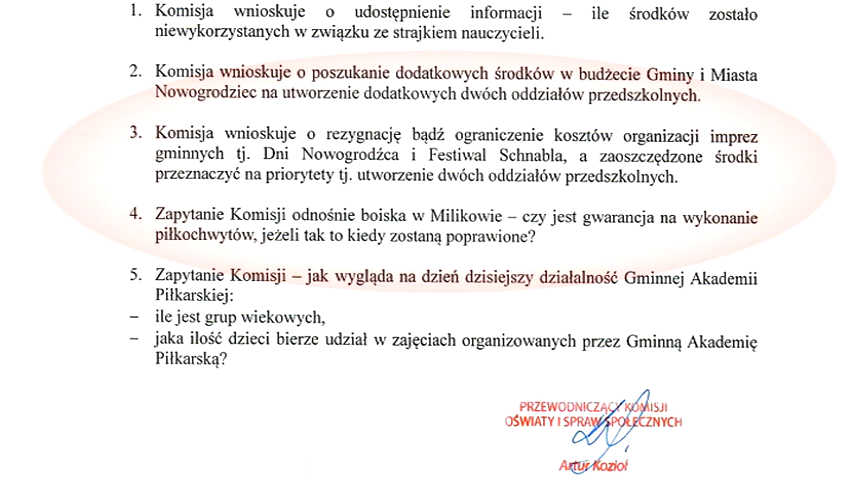 1. Komisja wnioskuje o udostępnienie informacji – ile środków zostało
niewykorzystanych w związku ze strajkiem nauczycieli.
2. Komisja wnioskuje o poszukanie dodatkowych środków w budżecie Gminy i Miasta
Nowogrodziec na utworzenie dodatkowych dwóch oddziałów przedszkolnych.
3. Komisja wnioskuje o rezygnację bądź ograniczenie kosztów organizacji imprez
gminnych tj. Dni Nowogrodźca i Festiwal Schnabla, a zaoszczędzone środki
przeznaczyć na priorytety tj. utworzenie dwóch oddziałów przedszkolnych.
4. Zapytanie Komisji odnośnie boiska w Milikowie – czy jest gwarancja na wykonanie
piłkochwytów, jeżeli tak to kiedy zostaną poprawione?
5. Zapytanie Komisji – jak wygląda na dzień dzisiejszy działalność Gminnej Akademii
Piłkarskiej:
– ile jest grup wiekowych,
– jaka ilość dzieci bierze udział w zajęciach organizowanych przez Gminną Akademię
Piłkarską?
PRZEWODNICZĄCY KOMISJI
OŚWIATY I SPRAW SPOŁECZNYCH
Artur Kozioł